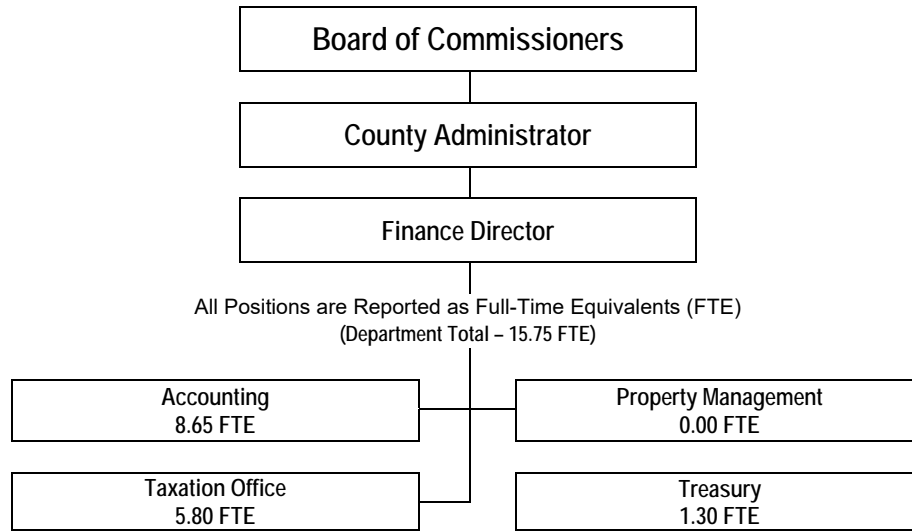 Board of Commissioners
County Administrator
Finance Director
All Positions are Reported as Full-Time Equivalents (FTE)
(Department Total – 15.75 FTE)
Accounting
8.65 FTE
Property Management
0.00 FTE
Taxation Office
5.80 FTE
Treasury
1.30 FTE